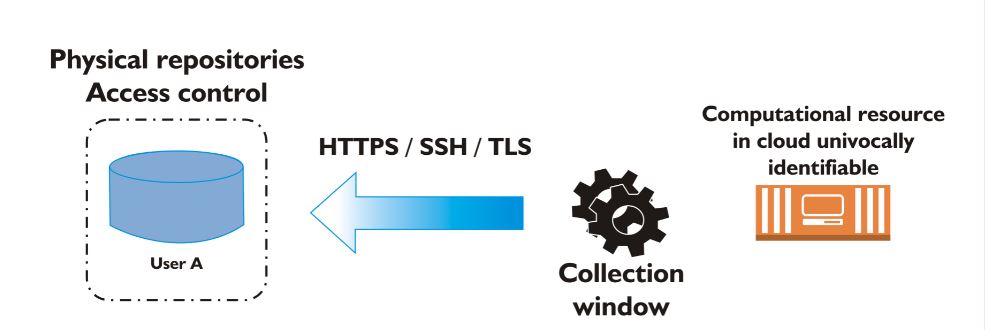 Physical repositories
Access control
User A
HTTPS / SSH / TLS
Collection
window
Computational resource
in cloud univocally
identifiable